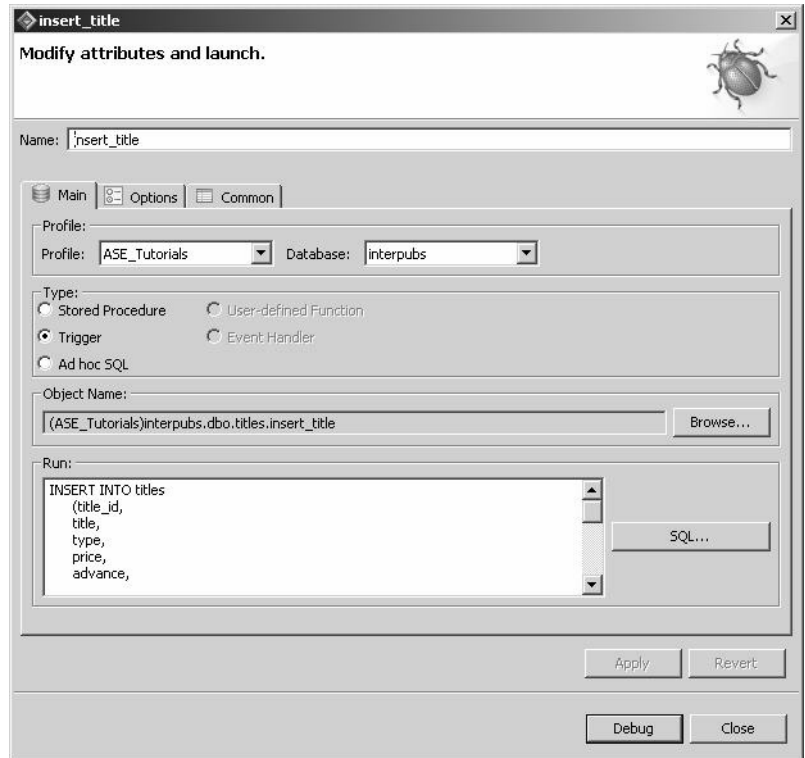 insert_title
Modify attributes and launch.
Name: insert_title
Main Options Common
Profile:
Profile: ASE_Tutorials Database: interpubs
Type:
Stored Procedure User-defined Function
Trigger Event Handler
Ad hoc SQL
Object Name:
(ASE_Tutorials)interpubs.dbo.titles.insert_title Browse...
Run:
INSERT INTO titles
(title_id,
title,
type,
price,
advance,
SQL...
Apply Revert
Debug Close